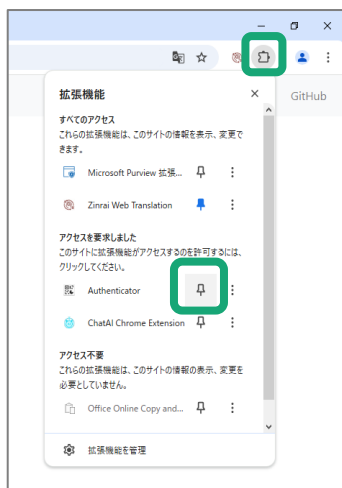 拡張機能
GitHub
すべてのアクセス
これらの拡張機能は、このサイトの情報を表示、変更で
きます。
Microsoft Purview 拡張...
Zinrai Web Translation
アクセスを要求しました
このサイトに拡張機能がアクセスするのを許可するには、
クリックしてください。
Authenticator
ChatAI Chrome Extension
アクセス不要
これらの拡張機能は、このサイトの情報の表示、変更を
必要としていません。
Office Online Copy and...
拡張機能を管理